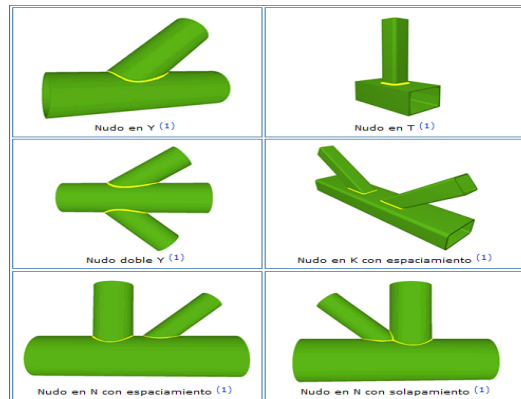 Nudo en Y (1)
Nudo en T (1)
Nudo doble Y (1)
Nudo en K con espaciamiento (1)
Nudo en N con espaciamiento (1)
Nudo en N con solapamiento (1)